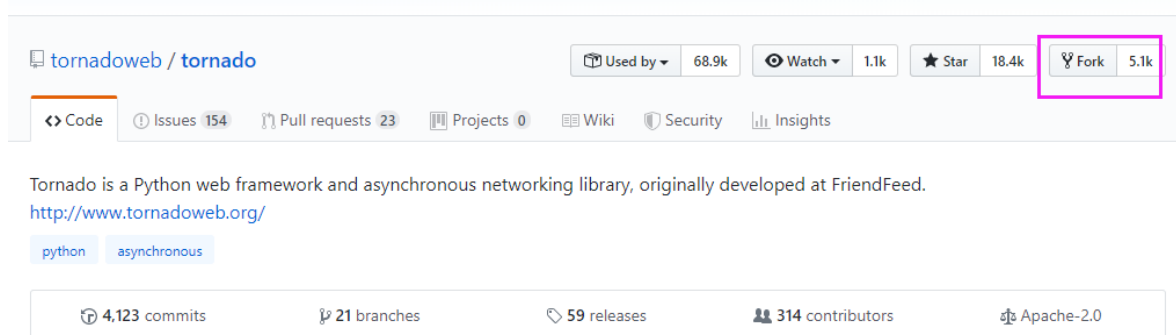 tornadoweb / tornado Used by 68.9k Watch 1.1k Star 18.4k Fork 5.1k
Code Issues 154 Pull requests 23 Projects 0 Wiki Security Insights
Tornado is a Python web framework and asynchronous networking library, originally developed at FriendFeed.
http://www.tornadoweb.org/
python asynchronous
4,123 commits 21 branches 59 releases 314 contributors Apache-2.0